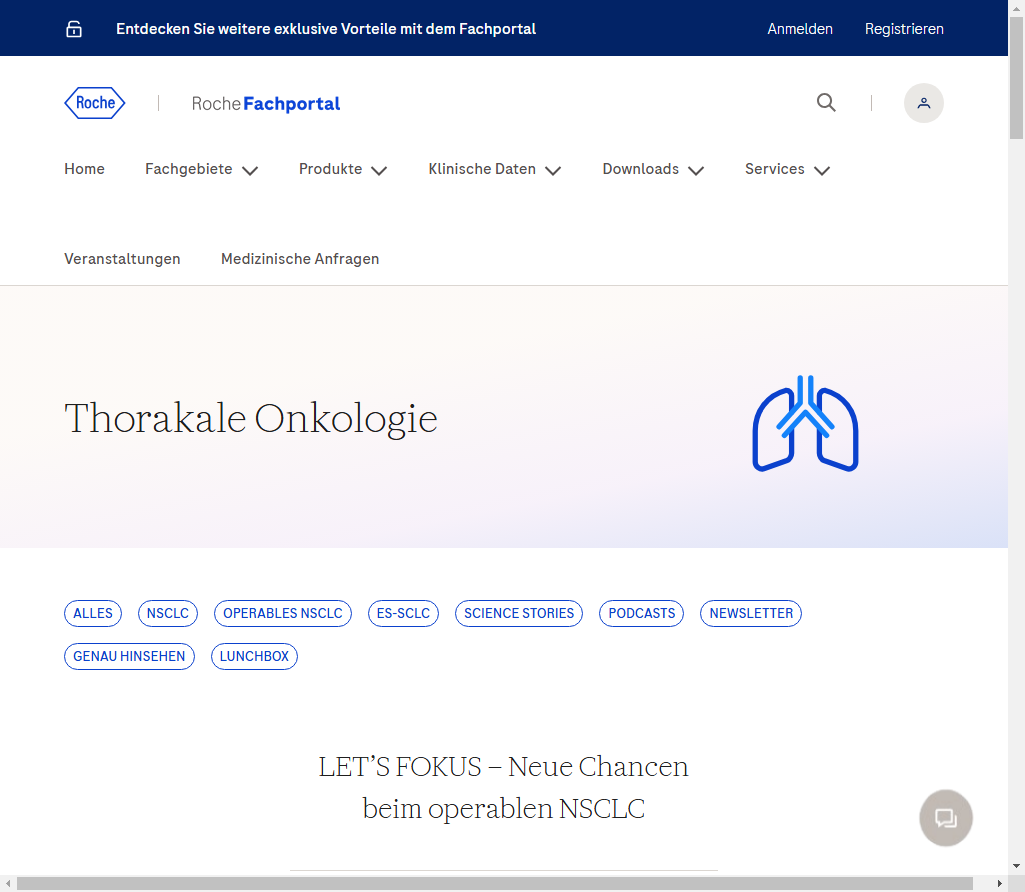 Entdecken Sie weitere exklusive Vorteile mit dem Fachportal Anmelden Registrieren
Roche Roche Fachportal
Home Fachgebiete Produkte Klinische Daten Downloads Services
Veranstaltungen Medizinische Anfragen
Thorakale Onkologie
ALLES NSCLC OPERABLES NSCLC ES-SCLC SCIENCE STORIES PODCASTS NEWSLETTER
GENAU HINSEHEN LUNCHBOX
LET’S FOKUS – Neue Chancen
beim operablen NSCLC